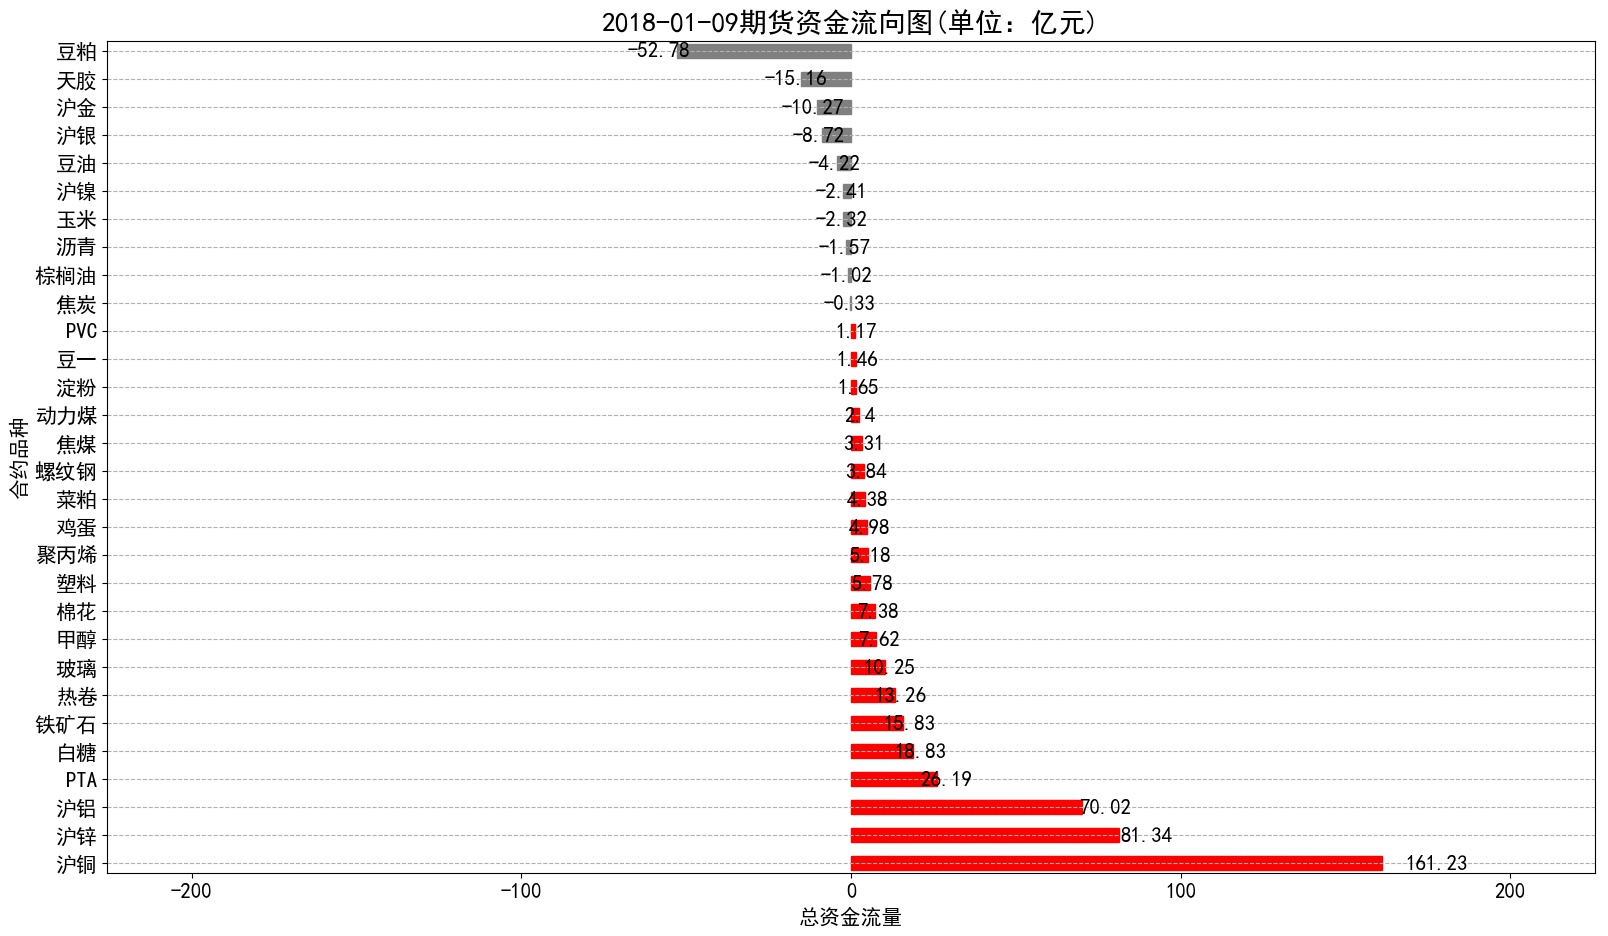 2018-01-09期货资金流向图(单位: 亿元)
豆粕 -52.78
天胶 -15.16
沪金 -10.27
沪银 -8.72
豆油 -4.22
沪镍 -2.41
玉米 -2.32
沥青 -1.57
棕榈油 -1.02
焦炭 -0.33
PVC 1.17
豆一 1.46
淀粉 1.65
动力煤 2.4
焦煤 3.31
螺纹钢 3.84
菜粕 4.38
鸡蛋 4.98
聚丙烯 5.18
塑料 5.78
棉花 7.38
甲醇 7.62
玻璃 10.25
热卷 13.26
铁矿石 15.83
白糖 18.83
PTA 26.19
沪铝 70.02
沪锌 81.34
沪铜 161.23
合约品种
-200 -100 0 100 200
总资金流量